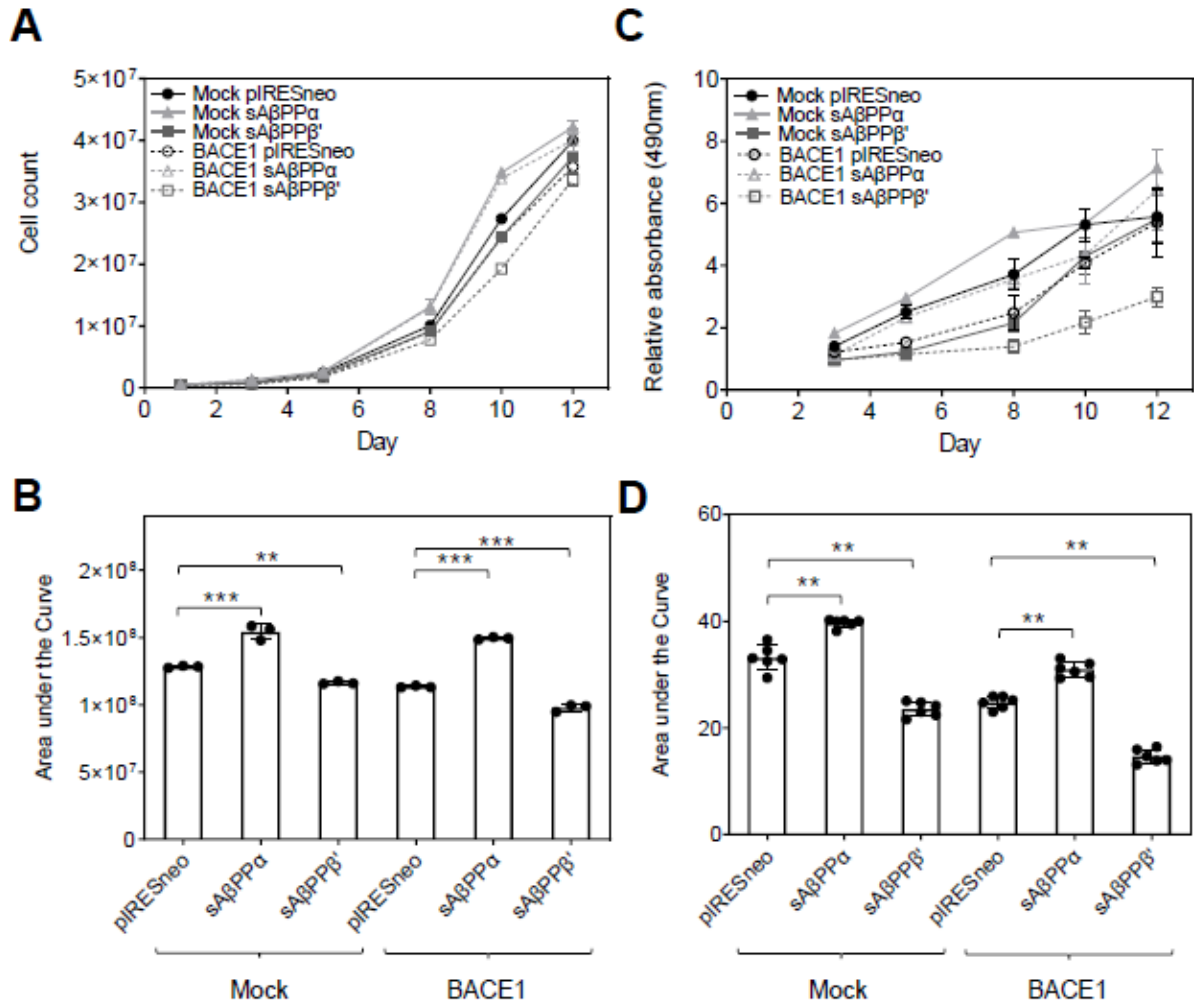 A
Cell count
5×10⁷
4×10⁷
3×10⁷
2×10⁷
1×10⁷
0
Mock pIRESneo
Mock sAβPPα
Mock sAβPPβ'
BACE1 pIRESneo
BACE1 sAβPPα
BACE1 sAβPPβ'
0 2 4 6 8 10 12
Day
C
Relative absorbance (490nm)
10
8
6
4
2
0
Mock pIRESneo
Mock sAβPPα
Mock sAβPPβ'
BACE1 pIRESneo
BACE1 sAβPPα
BACE1 sAβPPβ'
0 2 4 6 8 10 12
Day
B
Area under the Curve
2×10⁸
1.5×10⁸
1×10⁸
5×10⁷
0
***
**
***
***
pIRESneo
sAβPPα
sAβPPβ'
pIRESneo
sAβPPα
sAβPPβ'
Mock
BACE1
D
Area under the Curve
60
40
20
0
**
**
**
**
pIRESneo
sAβPPα
sAβPPβ'
pIRESneo
sAβPPα
sAβPPβ'
Mock
BACE1